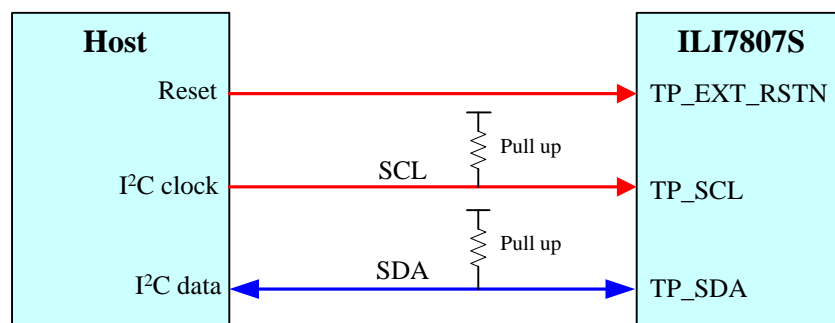 Host
ILI7807S
Reset
TP_EXT_RSTN
Pull up
I²C clock
SCL
TP_SCL
Pull up
I²C data
SDA
TP_SDA